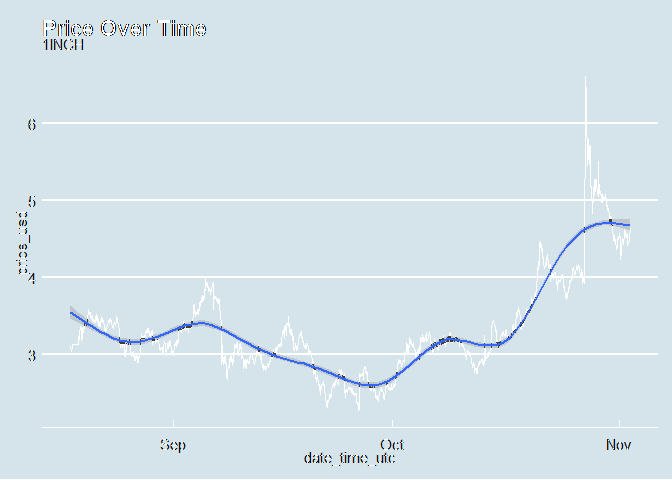 Price Over Time
1INCH
6
5
4
3
price_usd
Sep Oct Nov
date_time_utc